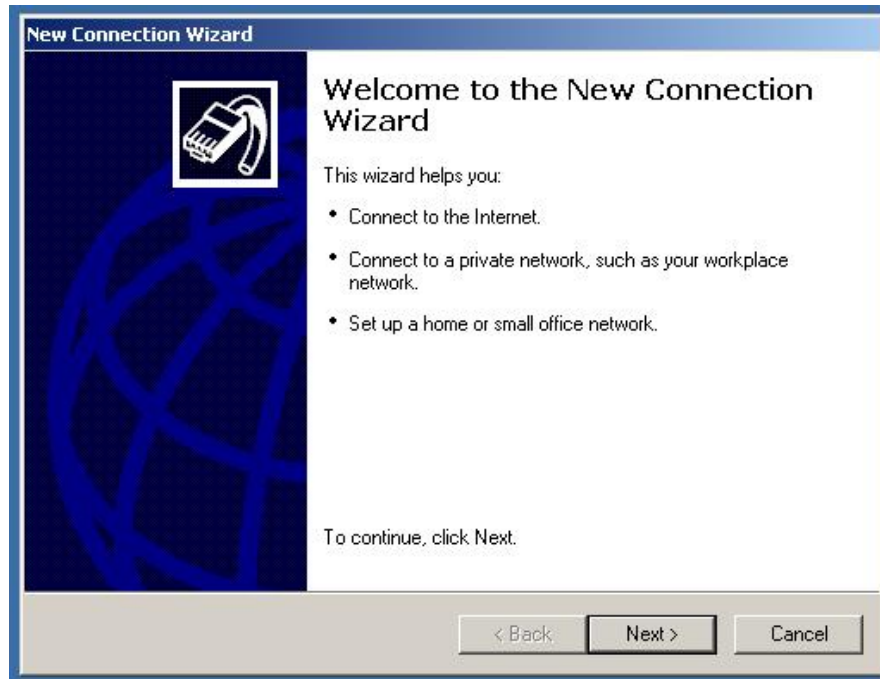 New Connection Wizard
Welcome to the New Connection
Wizard
This wizard helps you:
• Connect to the Internet.
• Connect to a private network, such as your workplace
network.
• Set up a home or small office network.
To continue, click Next.
< Back
Next >
Cancel